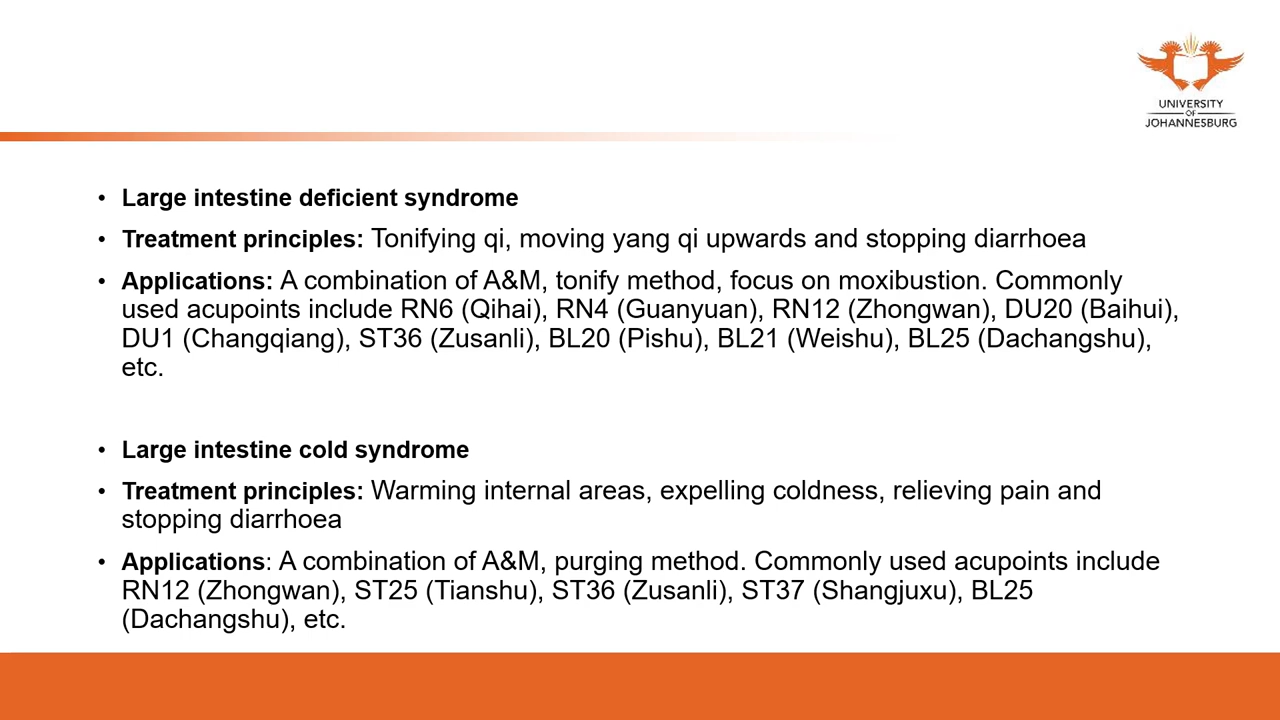 UNIVERSITY
OF
JOHANNESBURG
• Large intestine deficient syndrome
• Treatment principles: Tonifying qi, moving yang qi upwards and stopping diarrhoea
• Applications: A combination of A&M, tonify method, focus on moxibustion. Commonly
used acupoints include RN6 (Qihai), RN4 (Guanyuan), RN12 (Zhongwan), DU20 (Baihui),
DU1 (Changqiang), ST36 (Zusanli), BL20 (Pishu), BL21 (Weishu), BL25 (Dachangshu),
etc.
• Large intestine cold syndrome
• Treatment principles: Warming internal areas, expelling coldness, relieving pain and
stopping diarrhoea
• Applications: A combination of A&M, purging method. Commonly used acupoints include
RN12 (Zhongwan), ST25 (Tianshu), ST36 (Zusanli), ST37 (Shangjuxu), BL25
(Dachangshu), etc.